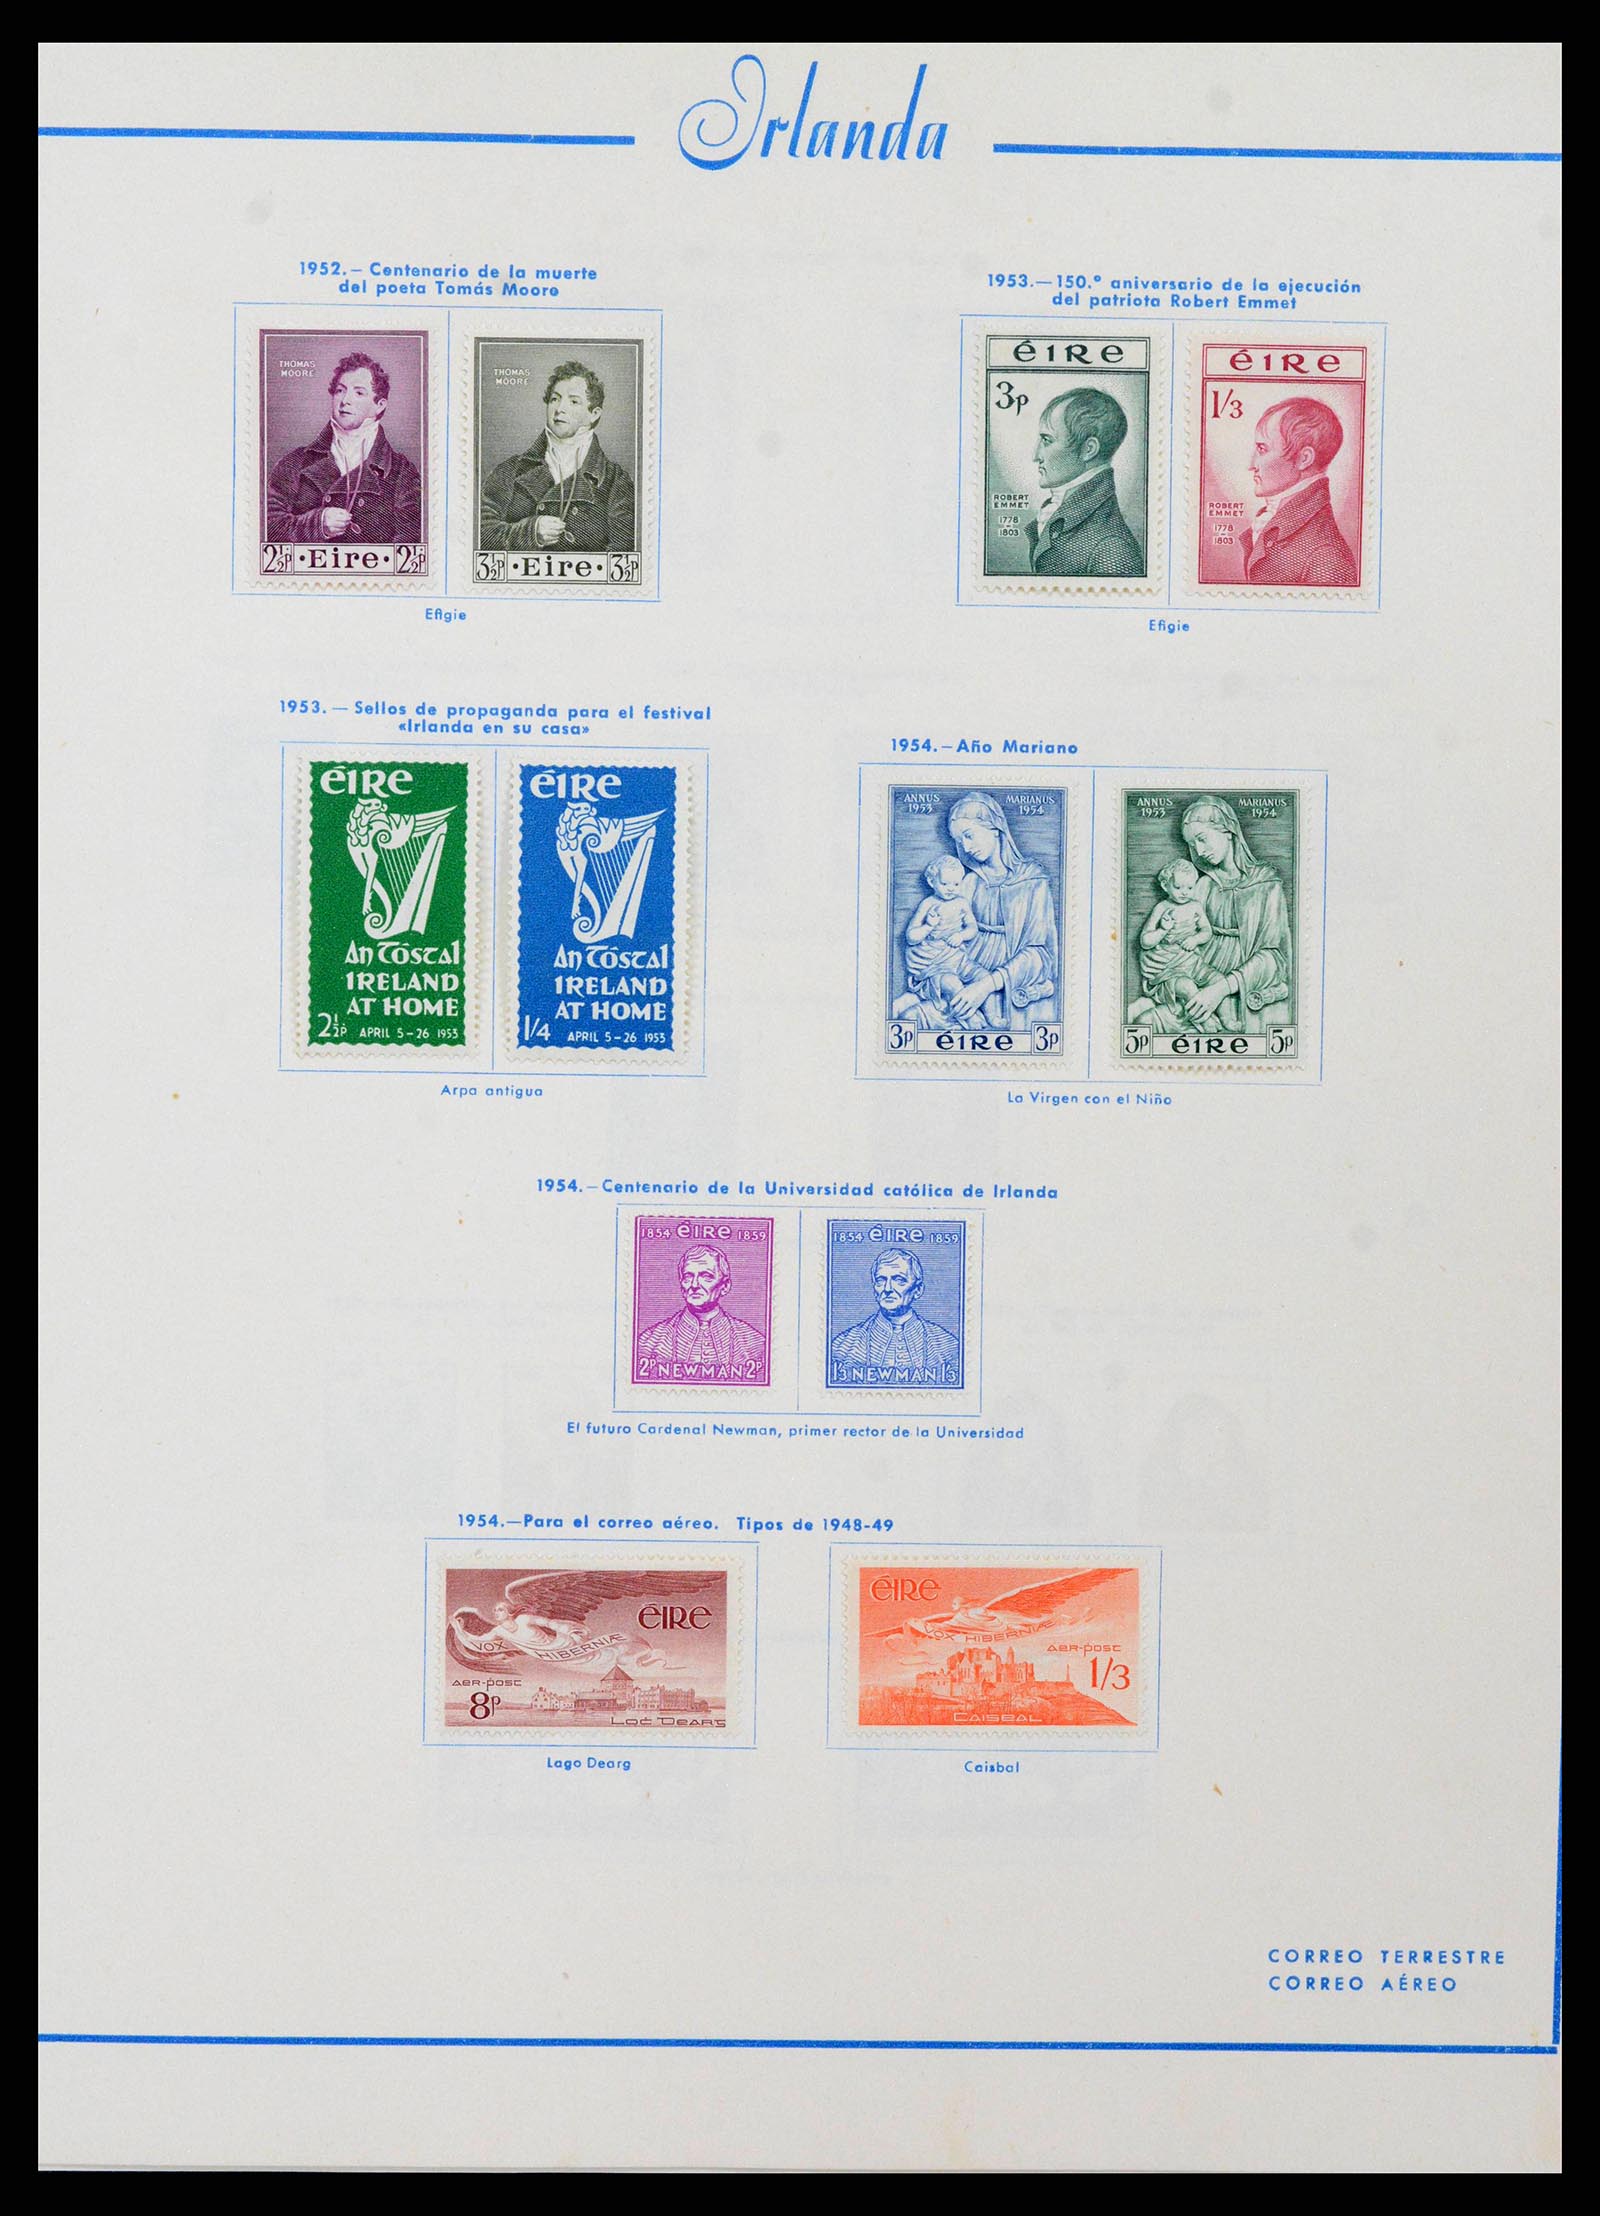 Irlanda
1952.— Centenario de la muerte
del poeta Tomás Moore
THOMAS
MOORE
2½p ·Eire· 2½p
THOMAS
MOORE
3½p ·Eire· 3½p
Efigie
1953.—150.º aniversario de la ejecución
del patriota Robert Emmet
éire
3p
ROBERT
EMMET
1778
–
1803
éire
1/3
ROBERT
EMMET
1778
–
1803
Efigie
1953. — Sellos de propaganda para el festival
«Irlanda en su casa»
éire
An Tóstal
IRELAND
AT HOME
2½p APRIL 5–26 1953
éire
An Tóstal
IRELAND
AT HOME
1/4 APRIL 5–26 1953
Arpa antigua
1954.—Año Mariano
ANNUS MARIANUS
1953 1954
3p éire 3p
ANNUS MARIANUS
1953 1954
5p éire 5p
La Virgen con el Niño
1954.—Centenario de la Universidad católica de Irlanda
1854 éire 1859
2p NEWMAN 2p
1854 éire 1859
1/3 NEWMAN 1/3
El futuro Cardenal Newman, primer rector de la Universidad
1954.—Para el correo aéreo. Tipos de 1948-49
éire
VOX HIBERNIÆ
aer-post
8p
Loċ Dearg
éire
VOX HIBERNIÆ
aer-post
1/3
CAISEAL
Lago Dearg
Caisbal
CORREO TERRESTRE
CORREO AÉREO